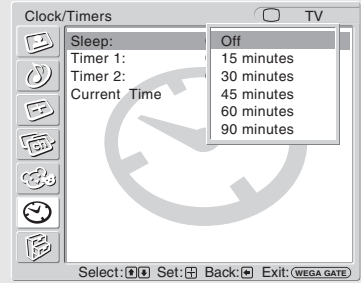 Clock/Timers TV
Sleep: Off
Timer 1: 15 minutes
Timer 2: 30 minutes
Current Time 45 minutes
60 minutes
90 minutes
Select: Set: Back: Exit: WEGA GATE